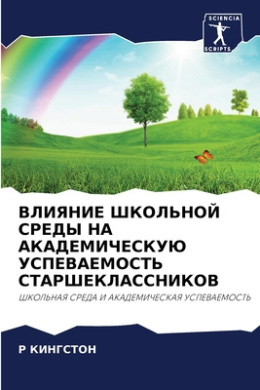 SCIENCIA
SCRIPTS
ВЛИЯНИЕ ШКОЛЬНОЙ
СРЕДЫ НА
АКАДЕМИЧЕСКУЮ
УСПЕВАЕМОСТЬ
СТАРШЕКЛАССНИКОВ
ШКОЛЬНАЯ СРЕДА И АКАДЕМИЧЕСКАЯ УСПЕВАЕМОСТЬ
Р КИНГСТОН